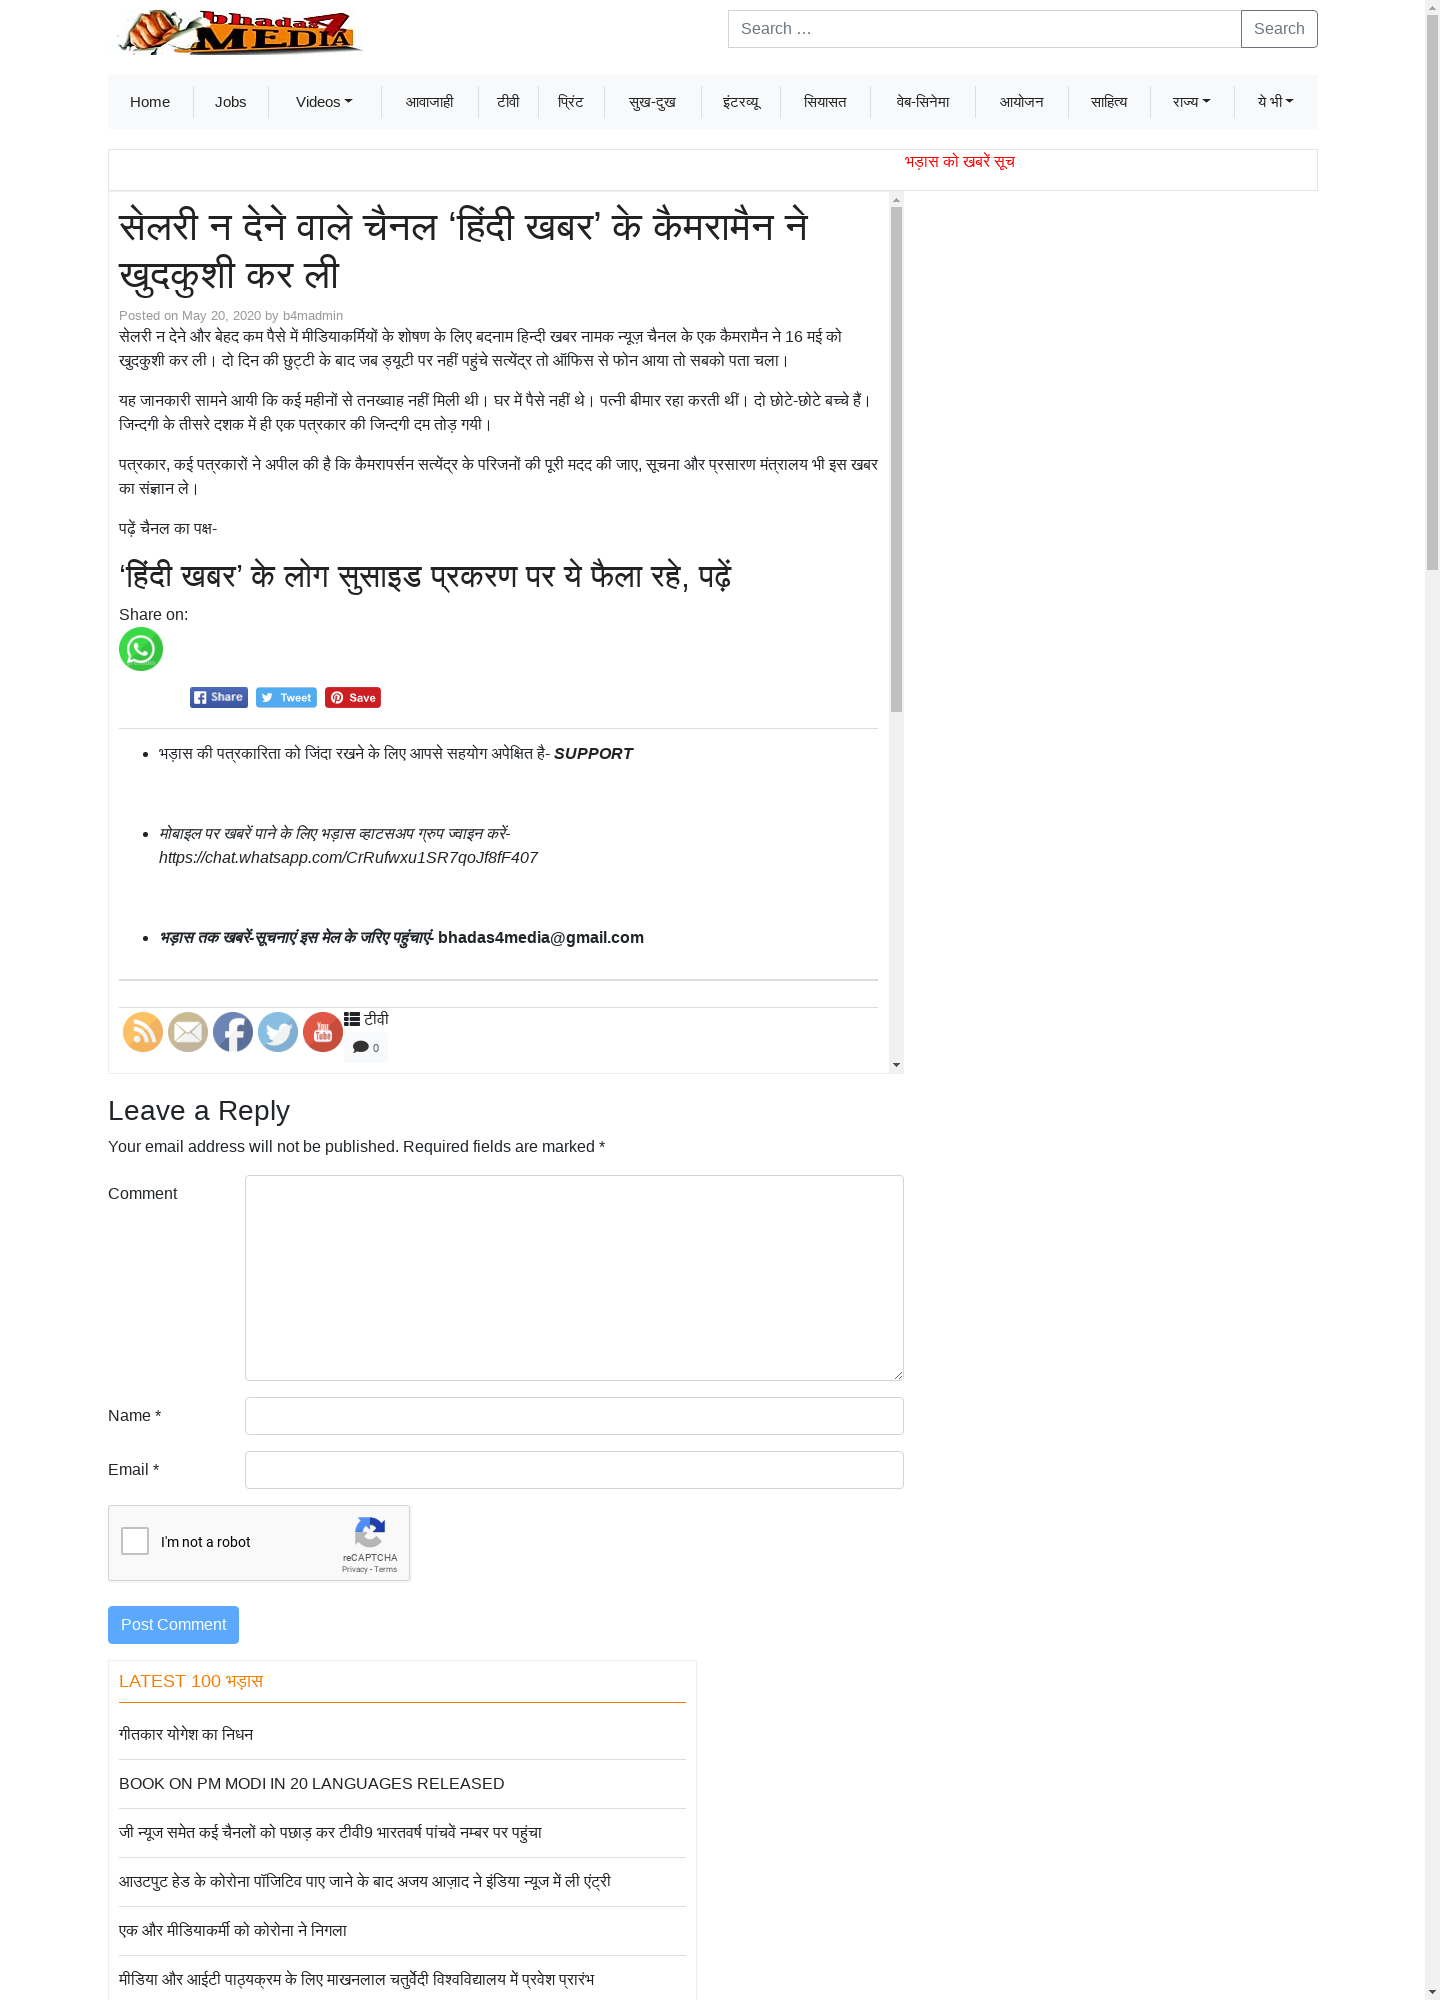 bhadas4
MEDIA
Search …
Search
Home
Jobs
Videos
आवाजाही
टीवी
प्रिंट
सुख-दुख
इंटरव्यू
सियासत
वेब-सिनेमा
आयोजन
साहित्य
राज्य
ये भी
भड़ास को खबरें सूच
सेलरी न देने वाले चैनल ‘हिंदी खबर’ के कैमरामैन ने
खुदकुशी कर ली
Posted on May 20, 2020 by b4madmin
सेलरी न देने और बेहद कम पैसे में मीडियाकर्मियों के शोषण के लिए बदनाम हिन्दी खबर नामक न्यूज़ चैनल के एक कैमरामैन ने 16 मई को
खुदकुशी कर ली। दो दिन की छुट्टी के बाद जब ड्यूटी पर नहीं पहुंचे सत्येंद्र तो ऑफिस से फोन आया तो सबको पता चला।
यह जानकारी सामने आयी कि कई महीनों से तनख्वाह नहीं मिली थी। घर में पैसे नहीं थे। पत्नी बीमार रहा करती थीं। दो छोटे-छोटे बच्चे हैं।
जिन्दगी के तीसरे दशक में ही एक पत्रकार की जिन्दगी दम तोड़ गयी।
पत्रकार, कई पत्रकारों ने अपील की है कि कैमरापर्सन सत्येंद्र के परिजनों की पूरी मदद की जाए, सूचना और प्रसारण मंत्रालय भी इस खबर
का संज्ञान ले।
पढ़ें चैनल का पक्ष-
‘हिंदी खबर’ के लोग सुसाइड प्रकरण पर ये फैला रहे, पढ़ें
Share on:
Share
Tweet
Save
भड़ास की पत्रकारिता को जिंदा रखने के लिए आपसे सहयोग अपेक्षित है- SUPPORT
मोबाइल पर खबरें पाने के लिए भड़ास व्हाटसअप ग्रुप ज्वाइन करें-
https://chat.whatsapp.com/CrRufwxu1SR7qoJf8fF407
भड़ास तक खबरें-सूचनाएं इस मेल के जरिए पहुंचाएं- bhadas4media@gmail.com
You
Tube
टीवी
0
Leave a Reply
Your email address will not be published. Required fields are marked *
Comment
Name *
Email *
I'm not a robot
reCAPTCHA
Privacy - Terms
Post Comment
LATEST 100 भड़ास
गीतकार योगेश का निधन
BOOK ON PM MODI IN 20 LANGUAGES RELEASED
जी न्यूज समेत कई चैनलों को पछाड़ कर टीवी9 भारतवर्ष पांचवें नम्बर पर पहुंचा
आउटपुट हेड के कोरोना पॉजिटिव पाए जाने के बाद अजय आज़ाद ने इंडिया न्यूज में ली एंट्री
एक और मीडियाकर्मी को कोरोना ने निगला
मीडिया और आईटी पाठ्यक्रम के लिए माखनलाल चतुर्वेदी विश्वविद्यालय में प्रवेश प्रारंभ